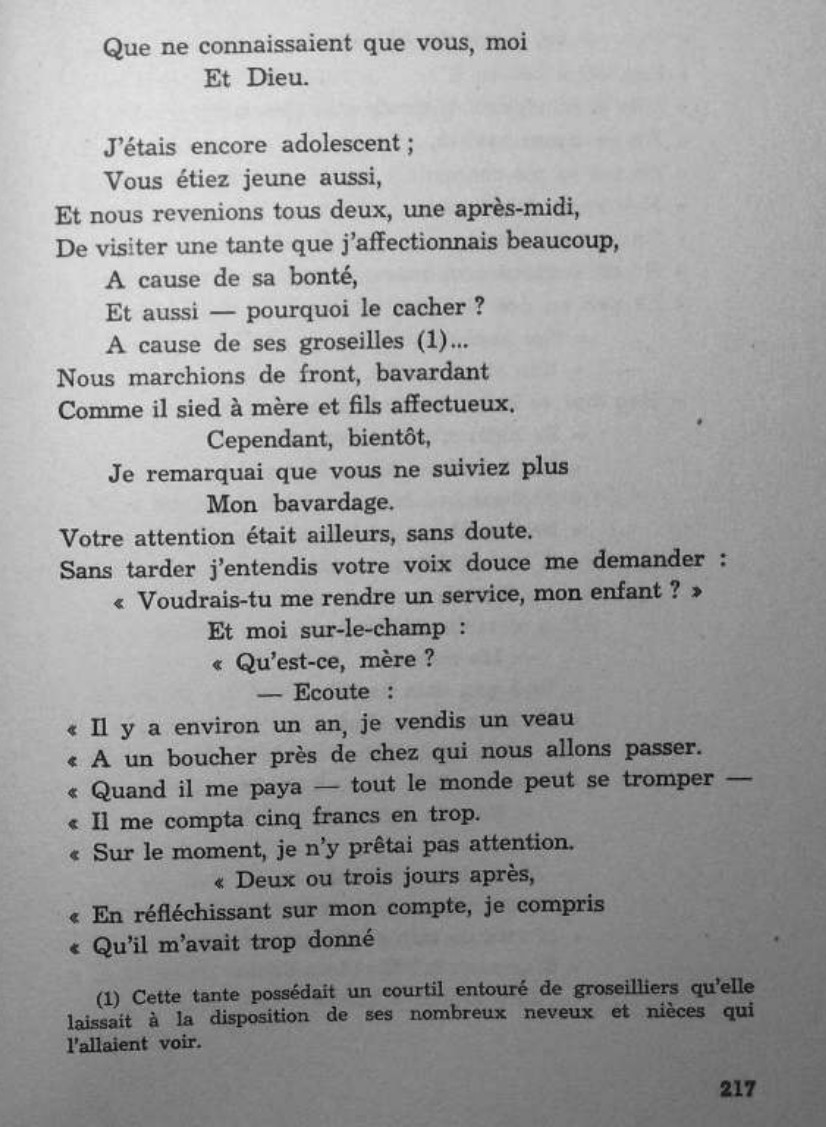 Que ne connaissaient que vous, moi
Et Dieu.
J'étais encore adolescent ;
Vous étiez jeune aussi,
Et nous revenions tous deux, une après-midi,
De visiter une tante que j'affectionnais beaucoup,
A cause de sa bonté,
Et aussi — pourquoi le cacher ?
A cause de ses groseilles (1)...
Nous marchions de front, bavardant
Comme il sied à mère et fils affectueux.
Cependant, bientôt,
Je remarquai que vous ne suiviez plus
Mon bavardage.
Votre attention était ailleurs, sans doute.
Sans tarder j'entendis votre voix douce me demander :
« Voudrais-tu me rendre un service, mon enfant ? »
Et moi sur-le-champ :
« Qu'est-ce, mère ?
— Ecoute :
« Il y a environ un an, je vendis un veau
« A un boucher près de chez qui nous allons passer.
« Quand il me paya — tout le monde peut se tromper —
« Il me compta cinq francs en trop.
« Sur le moment, je n'y prêtai pas attention.
« Deux ou trois jours après,
« En réfléchissant sur mon compte, je compris
« Qu'il m'avait trop donné
(1) Cette tante possédait un courtil entouré de groseilliers qu'elle
laissait à la disposition de ses nombreux neveux et nièces qui
l'allaient voir.
217